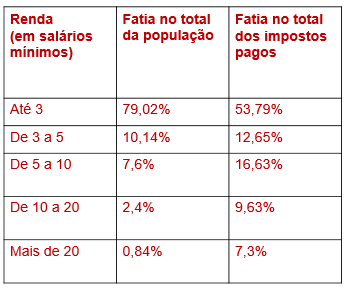 Renda
(em salários
mínimos)
Fatia no total
da população
Fatia no total
dos impostos
pagos
Até 3
79,02%
53,79%
De 3 a 5
10,14%
12,65%
De 5 a 10
7,6%
16,63%
De 10 a 20
2,4%
9,63%
Mais de 20
0,84%
7,3%